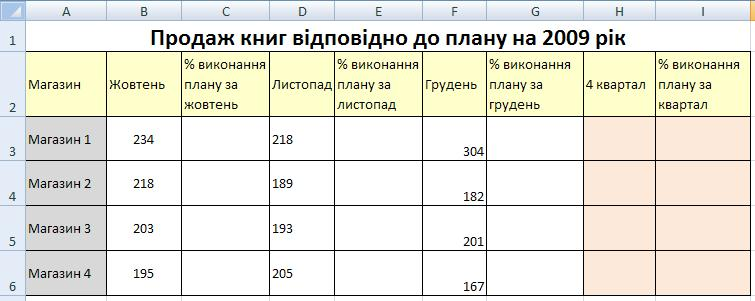 A B C D E F G H I
1 Продаж книг відповідно до плану на 2009 рік
2 Магазин Жовтень % виконання плану за жовтень Листопад % виконання плану за листопад Грудень % виконання плану за грудень 4 квартал % виконання плану за квартал
3 Магазин 1 234 218 304
4 Магазин 2 218 189 182
5 Магазин 3 203 193 201
6 Магазин 4 195 205 167